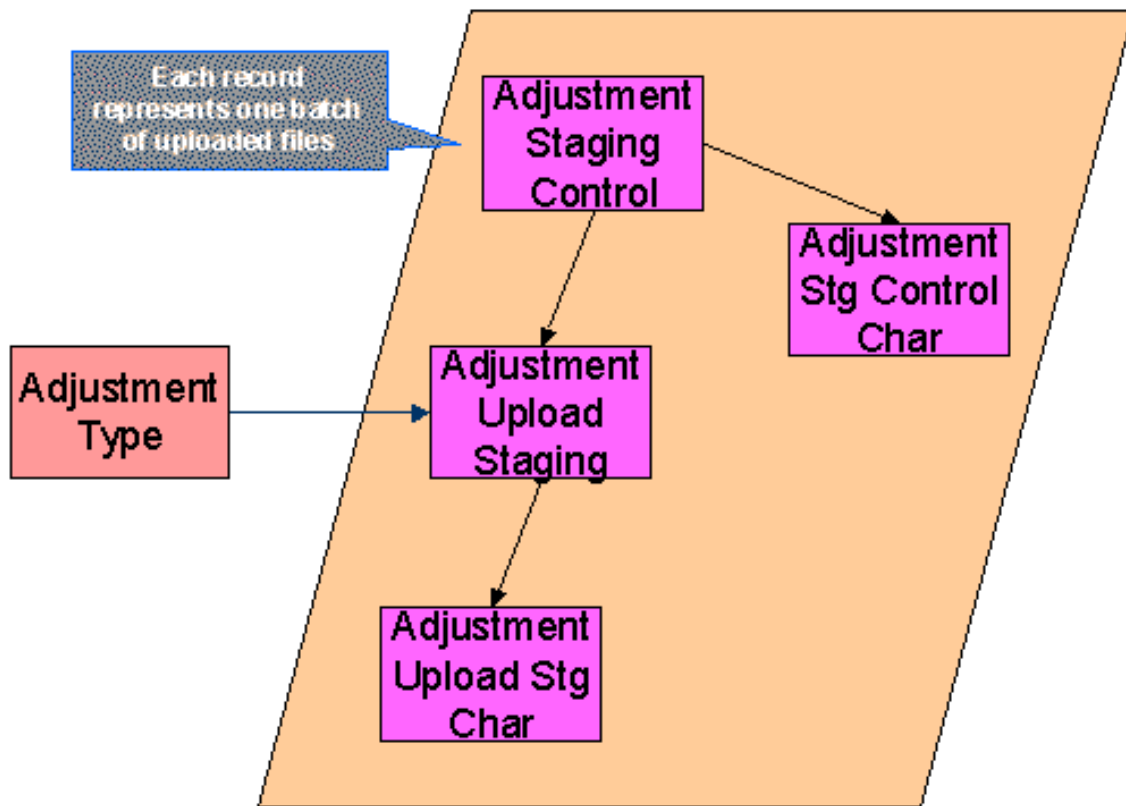 Each record
represents one batch
of uploaded files
Adjustment
Staging
Control
Adjustment
Stg Control
Char
Adjustment
Type
Adjustment
Upload
Staging
Adjustment
Upload Stg
Char